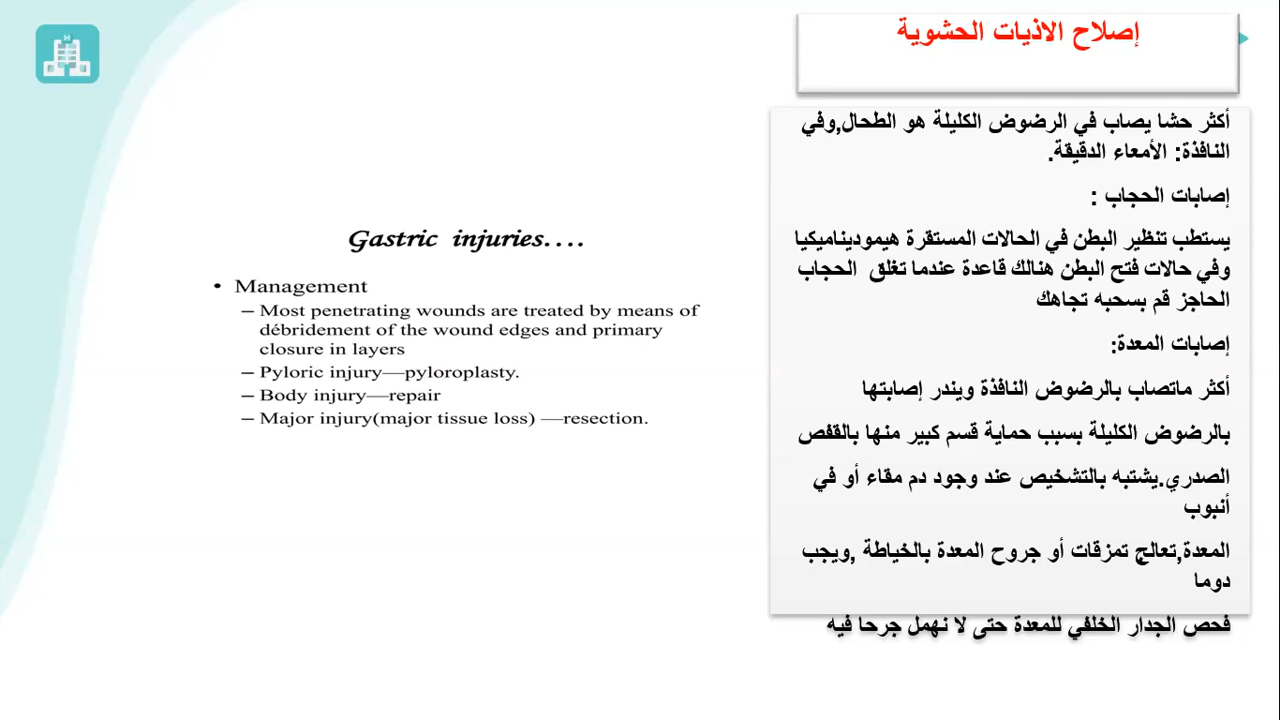 إصلاح الاذيات الحشوية
أكثر حشا يصاب في الرضوض الكليلة هو الطحال,وفي
النافذة: الأمعاء الدقيقة.
إصابات الحجاب :
يستطب تنظير البطن في الحالات المستقرة هيموديناميكيا
وفي حالات فتح البطن هنالك قاعدة عندما تغلق الحجاب
الحاجز قم بسحبه تجاهك
إصابات المعدة:
أكثر ماتصاب بالرضوض النافذة ويندر إصابتها
بالرضوض الكليلة بسبب حماية قسم كبير منها بالقفص
الصدري.يشتبه بالتشخيص عند وجود دم مقاء أو في
أنبوب
المعدة,تعالج تمزقات أو جروح المعدة بالخياطة ,ويجب
دوما
فحص الجدار الخلفي للمعدة حتى لا نهمل جرحا فيه
Gastric injuries....
• Management
– Most penetrating wounds are treated by means of
débridement of the wound edges and primary
closure in layers
– Pyloric injury—pyloroplasty.
– Body injury—repair
– Major injury(major tissue loss) —resection.
H